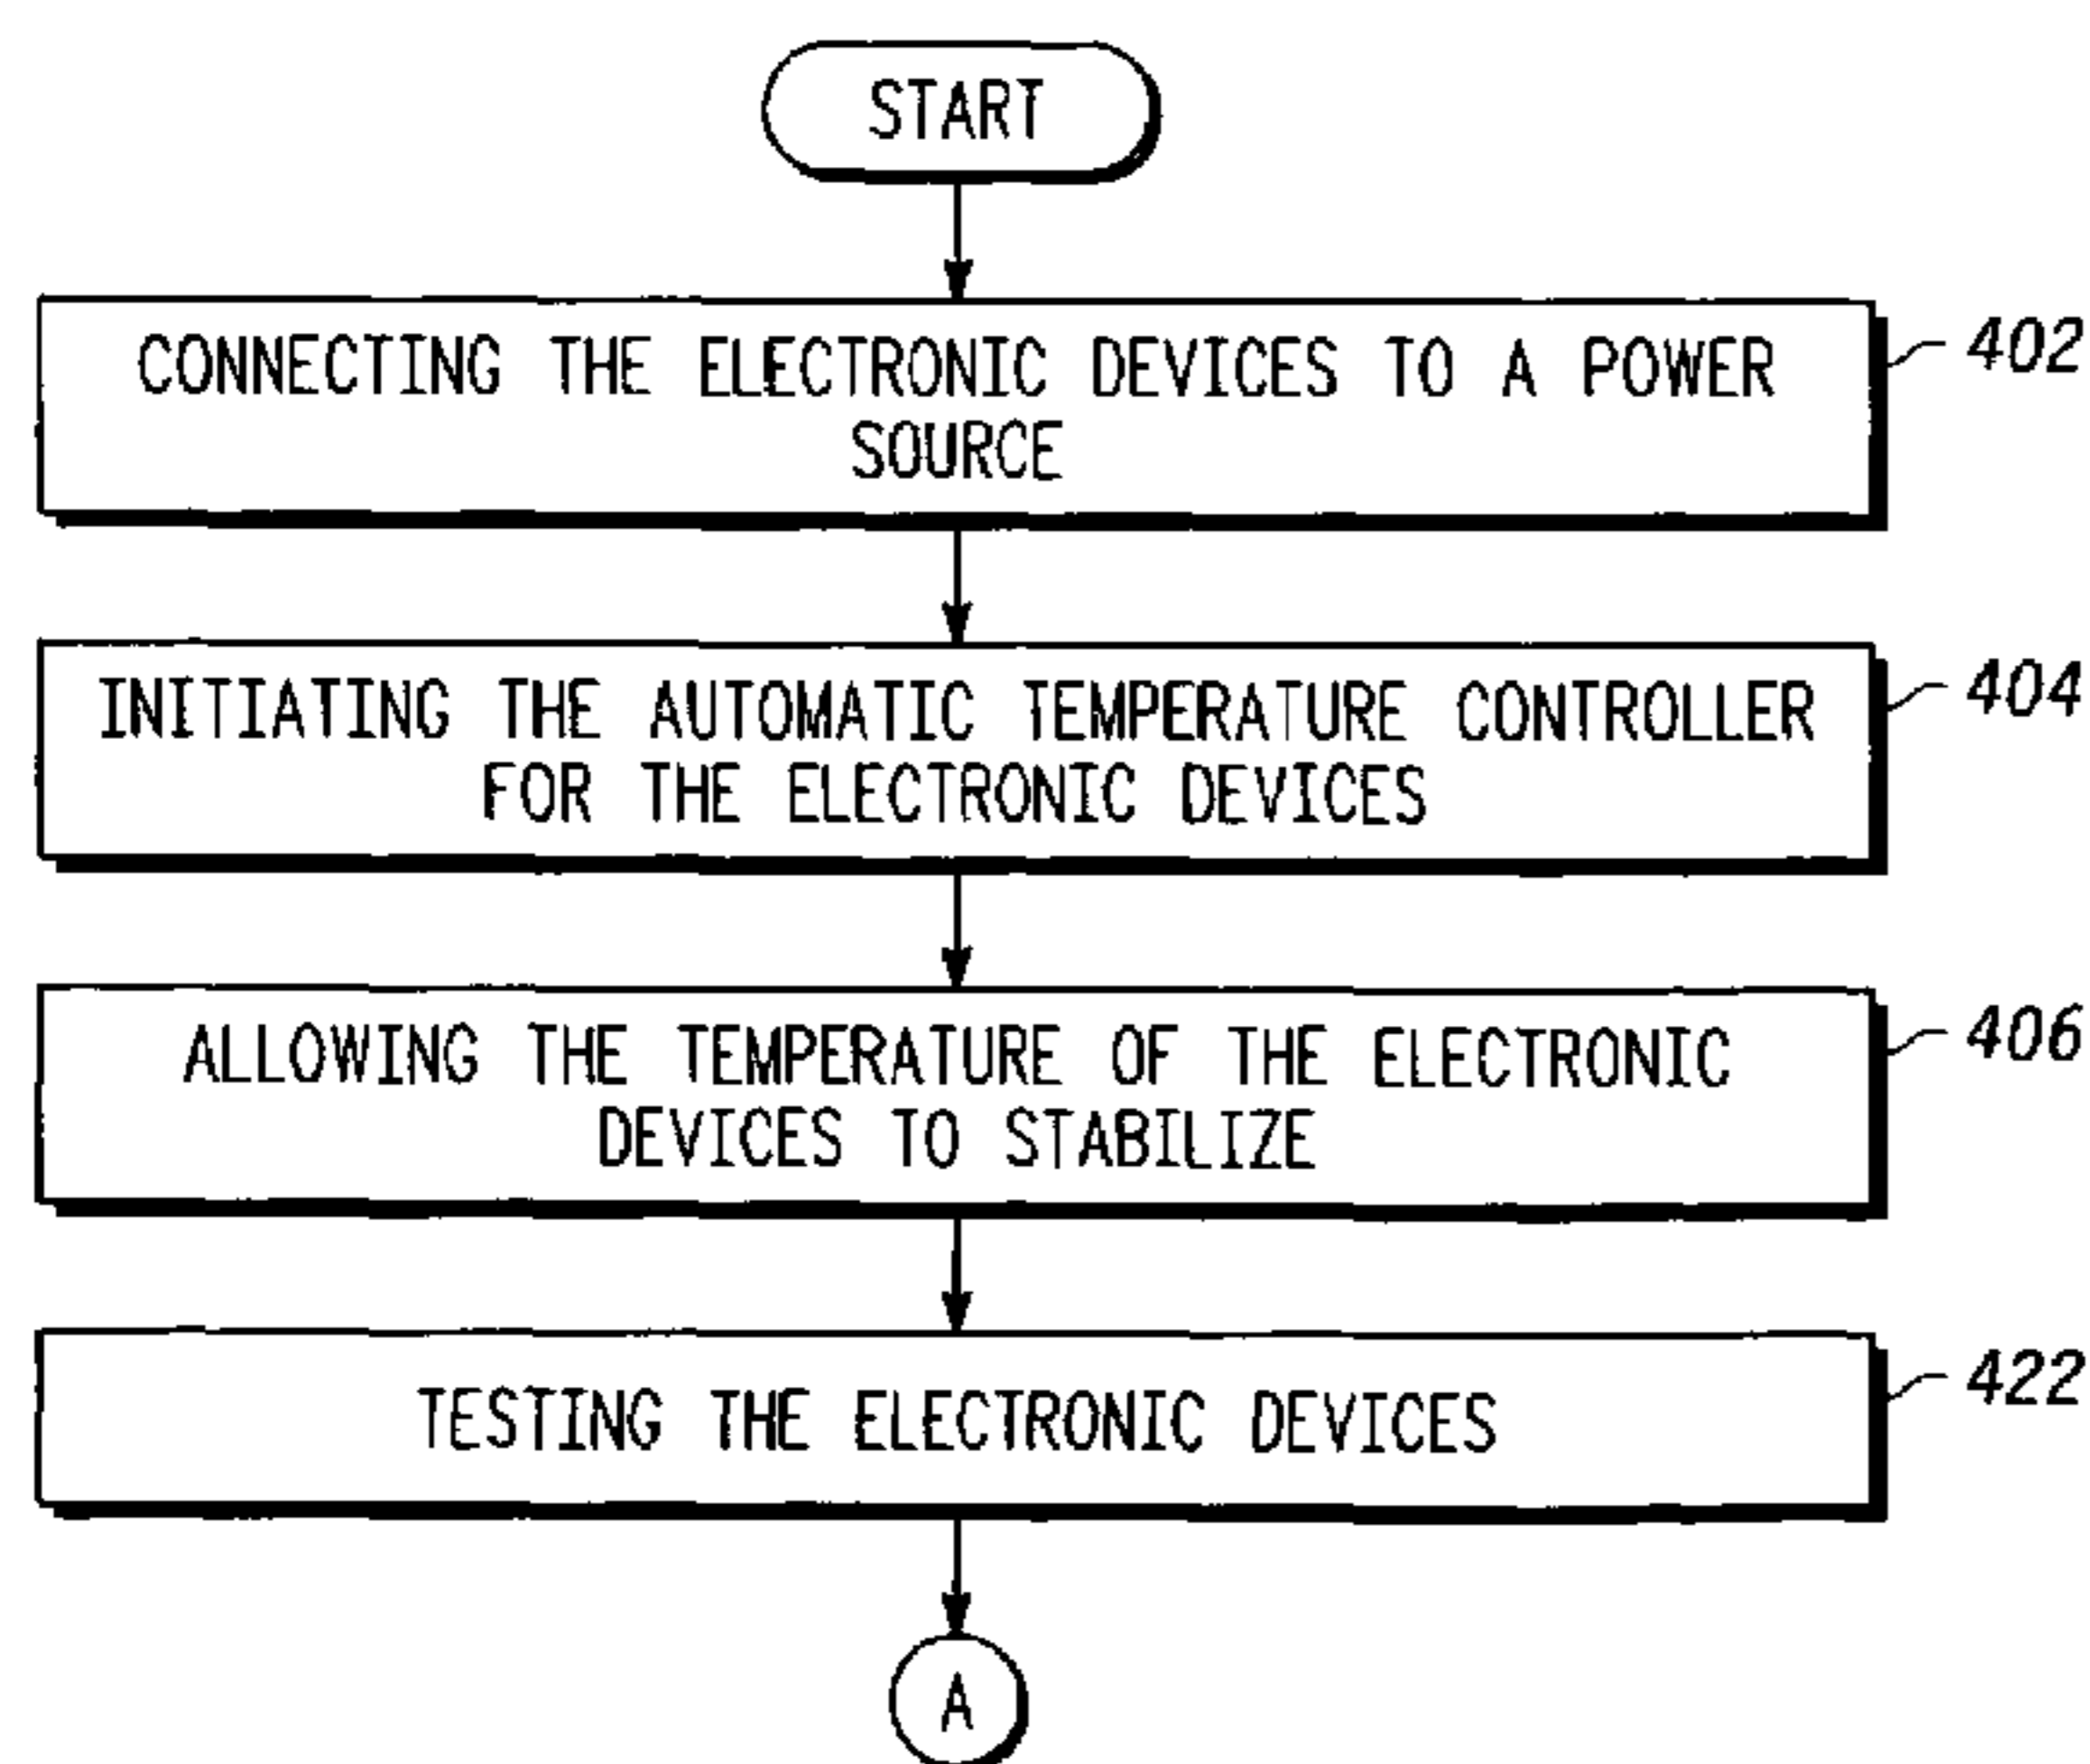 START
CONNECTING THE ELECTRONIC DEVICES TO A POWER
SOURCE
402
INITIATING THE AUTOMATIC TEMPERATURE CONTROLLER
FOR THE ELECTRONIC DEVICES
404
ALLOWING THE TEMPERATURE OF THE ELECTRONIC
DEVICES TO STABILIZE
406
TESTING THE ELECTRONIC DEVICES
422
A